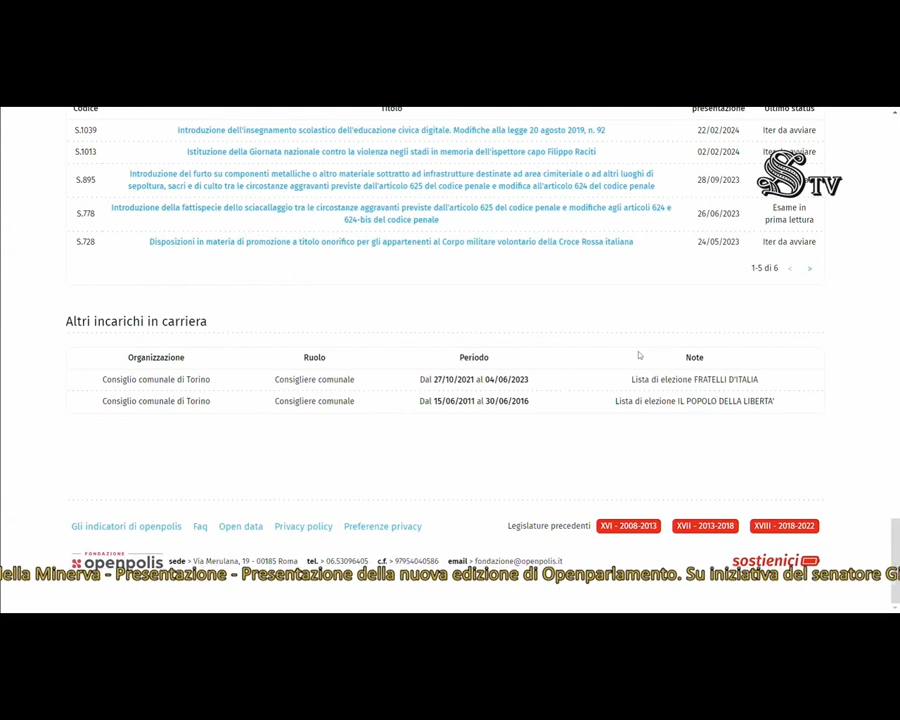 Codice Titolo presentazione Ultimo status
S.1039 Introduzione dell'insegnamento scolastico dell'educazione civica digitale. Modifiche alla legge 20 agosto 2019, n. 92 22/02/2024 Iter da avviare
S.1013 Istituzione della Giornata nazionale contro la violenza negli stadi in memoria dell'ispettore capo Filippo Raciti 02/02/2024 Iter da avviare
S.895 Introduzione del furto su componenti metalliche o altro materiale sottratto ad infrastrutture destinate ad area cimiteriale o ad altri luoghi di
sepoltura, sacri e di culto tra le circostanze aggravanti previste dall'articolo 625 del codice penale e modifica all'articolo 624 del codice penale 28/09/2023
S TV
S.778 Introduzione della fattispecie dello sciacallaggio tra le circostanze aggravanti previste dall'articolo 625 del codice penale e modifiche agli articoli 624 e
624-bis del codice penale 26/06/2023 Esame in
prima lettura
S.728 Disposizioni in materia di promozione a titolo onorifico per gli appartenenti al Corpo militare volontario della Croce Rossa italiana 24/05/2023 Iter da avviare
1-5 di 6 < >
Altri incarichi in carriera
Organizzazione Ruolo Periodo Note
Consiglio comunale di Torino Consigliere comunale Dal 27/10/2021 al 04/06/2023 Lista di elezione FRATELLI D'ITALIA
Consiglio comunale di Torino Consigliere comunale Dal 15/06/2011 al 30/06/2016 Lista di elezione IL POPOLO DELLA LIBERTA'
Gli indicatori di openpolis Faq Open data Privacy policy Preferenze privacy Legislature precedenti XVI - 2008-2013 XVII - 2013-2018 XVIII - 2018-2022
FONDAZIONE
openpolis sede > Via Merulana, 19 - 00185 Roma tel. > 06.53096405 c.f. > 97954040586 email > fondazione@openpolis.it sostienici
della Minerva - Presentazione - Presentazione della nuova edizione di Openparlamento. Su iniziativa del senatore Gi